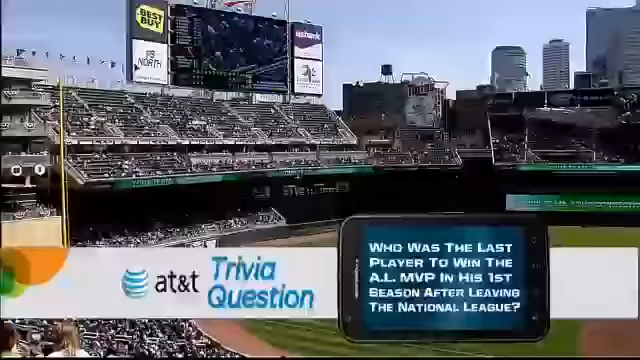 BEST
BUY
NORTH
usbank
at&t
Trivia
Question
WHO WAS THE LAST
PLAYER TO WIN THE
A.L. MVP IN HIS 1ST
SEASON AFTER LEAVING
THE NATIONAL LEAGUE?